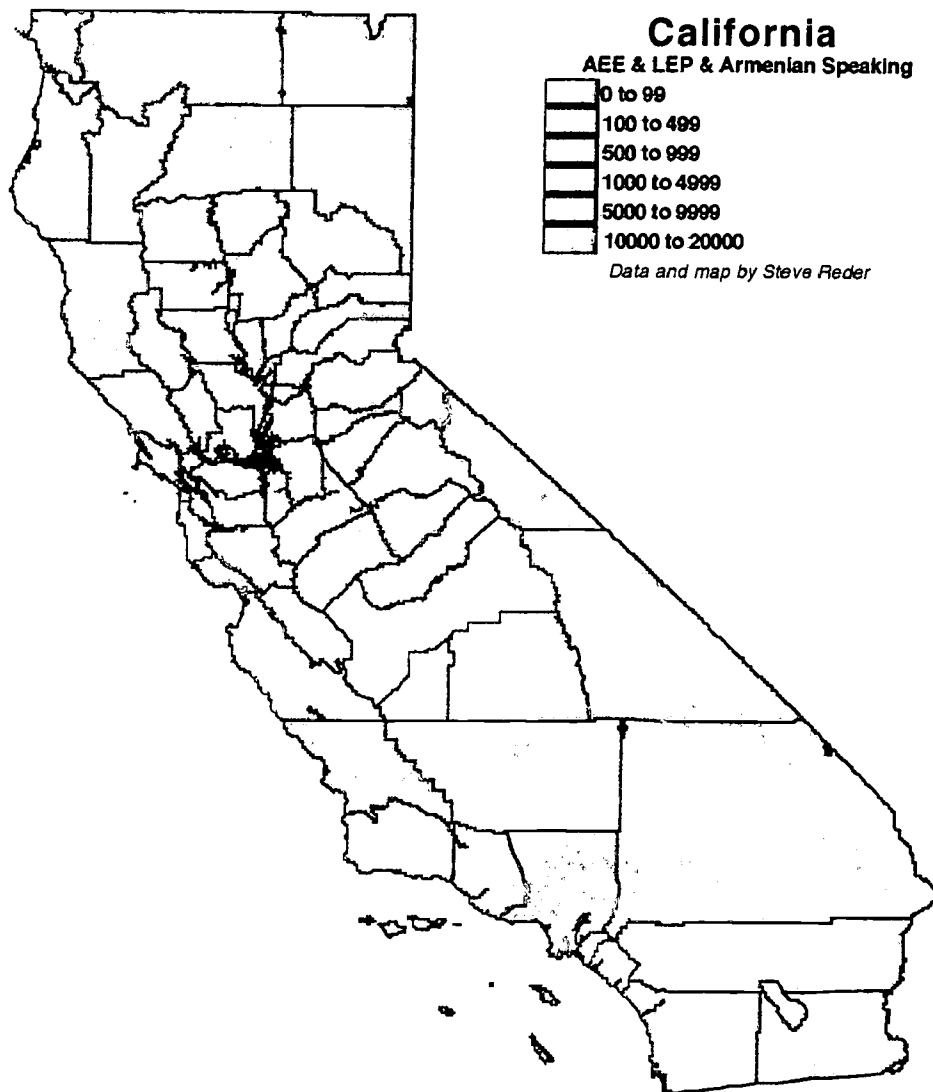 California
AEE & LEP & Armenian Speaking
0 to 99
100 to 499
500 to 999
1000 to 4999
5000 to 9999
10000 to 20000
Data and map by Steve Reder